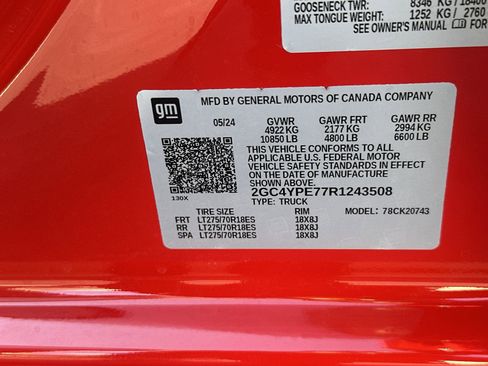 GOOSENECK TWR: 8346 KG / 18400
MAX TONGUE WEIGHT: 1252 KG / 2760
SEE OWNER'S MANUAL
gm
MFD BY GENERAL MOTORS OF CANADA COMPANY
05/24 GVWR GAWR FRT GAWR RR
4922 KG 2177 KG 2994 KG
10850 LB 4800 LB 6600 LB
THIS VEHICLE CONFORMS TO ALL
APPLICABLE U.S. FEDERAL MOTOR
VEHICLE SAFETY STANDARDS IN EFFECT
ON THE DATE OF MANUFACTURE SHOWN ABOVE.
2GC4YPE77R1243508
130X TYPE: TRUCK MODEL: 78CK20743
TIRE SIZE RIM
FRT LT275/70R18ES 18X8J
RR LT275/70R18ES 18X8J
SPA LT275/70R18ES 18X8J